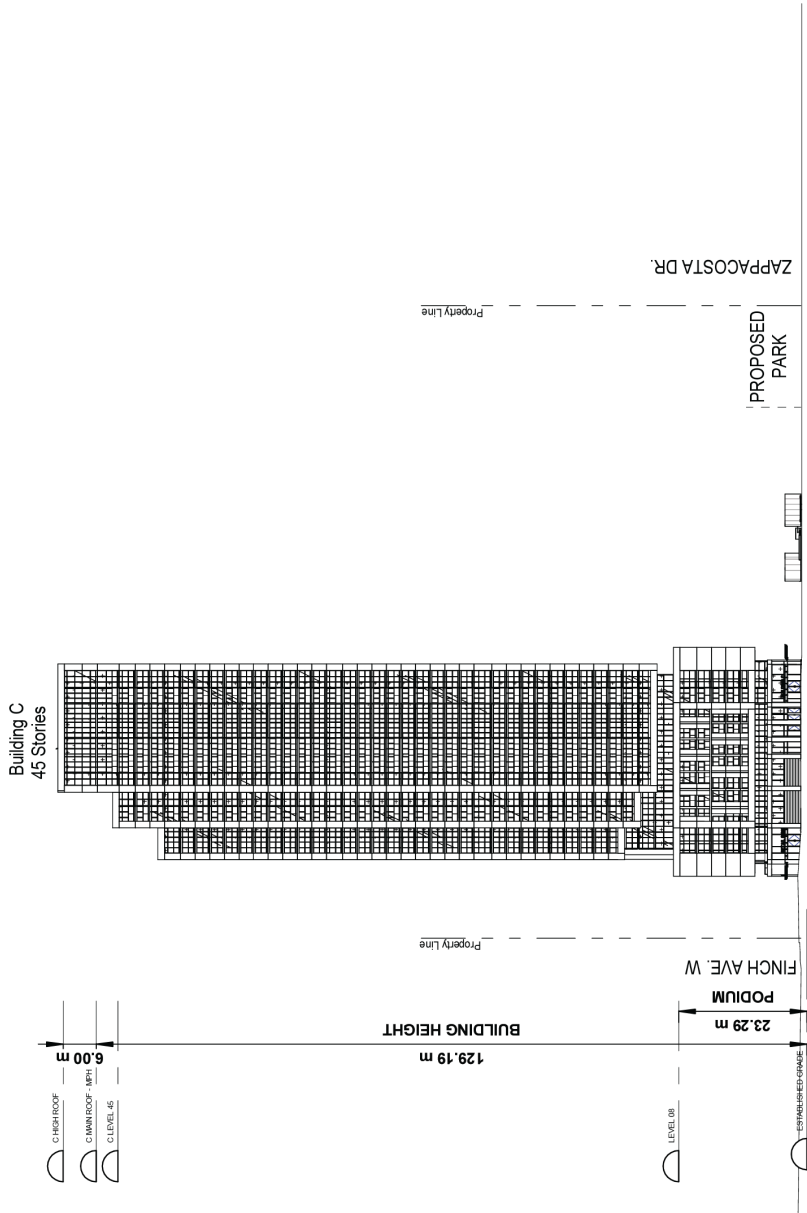 Building C
45 Stories
C HIGH ROOF
6.00 m
C MAIN ROOF - MPH
C LEVEL 45
BUILDING HEIGHT
129.19 m
Property Line
Property Line
LEVEL 08
PODIUM
23.29 m
FINCH AVE. W
ESTABLISHED GRADE
PROPOSED
PARK
ZAPPACOSTA DR.